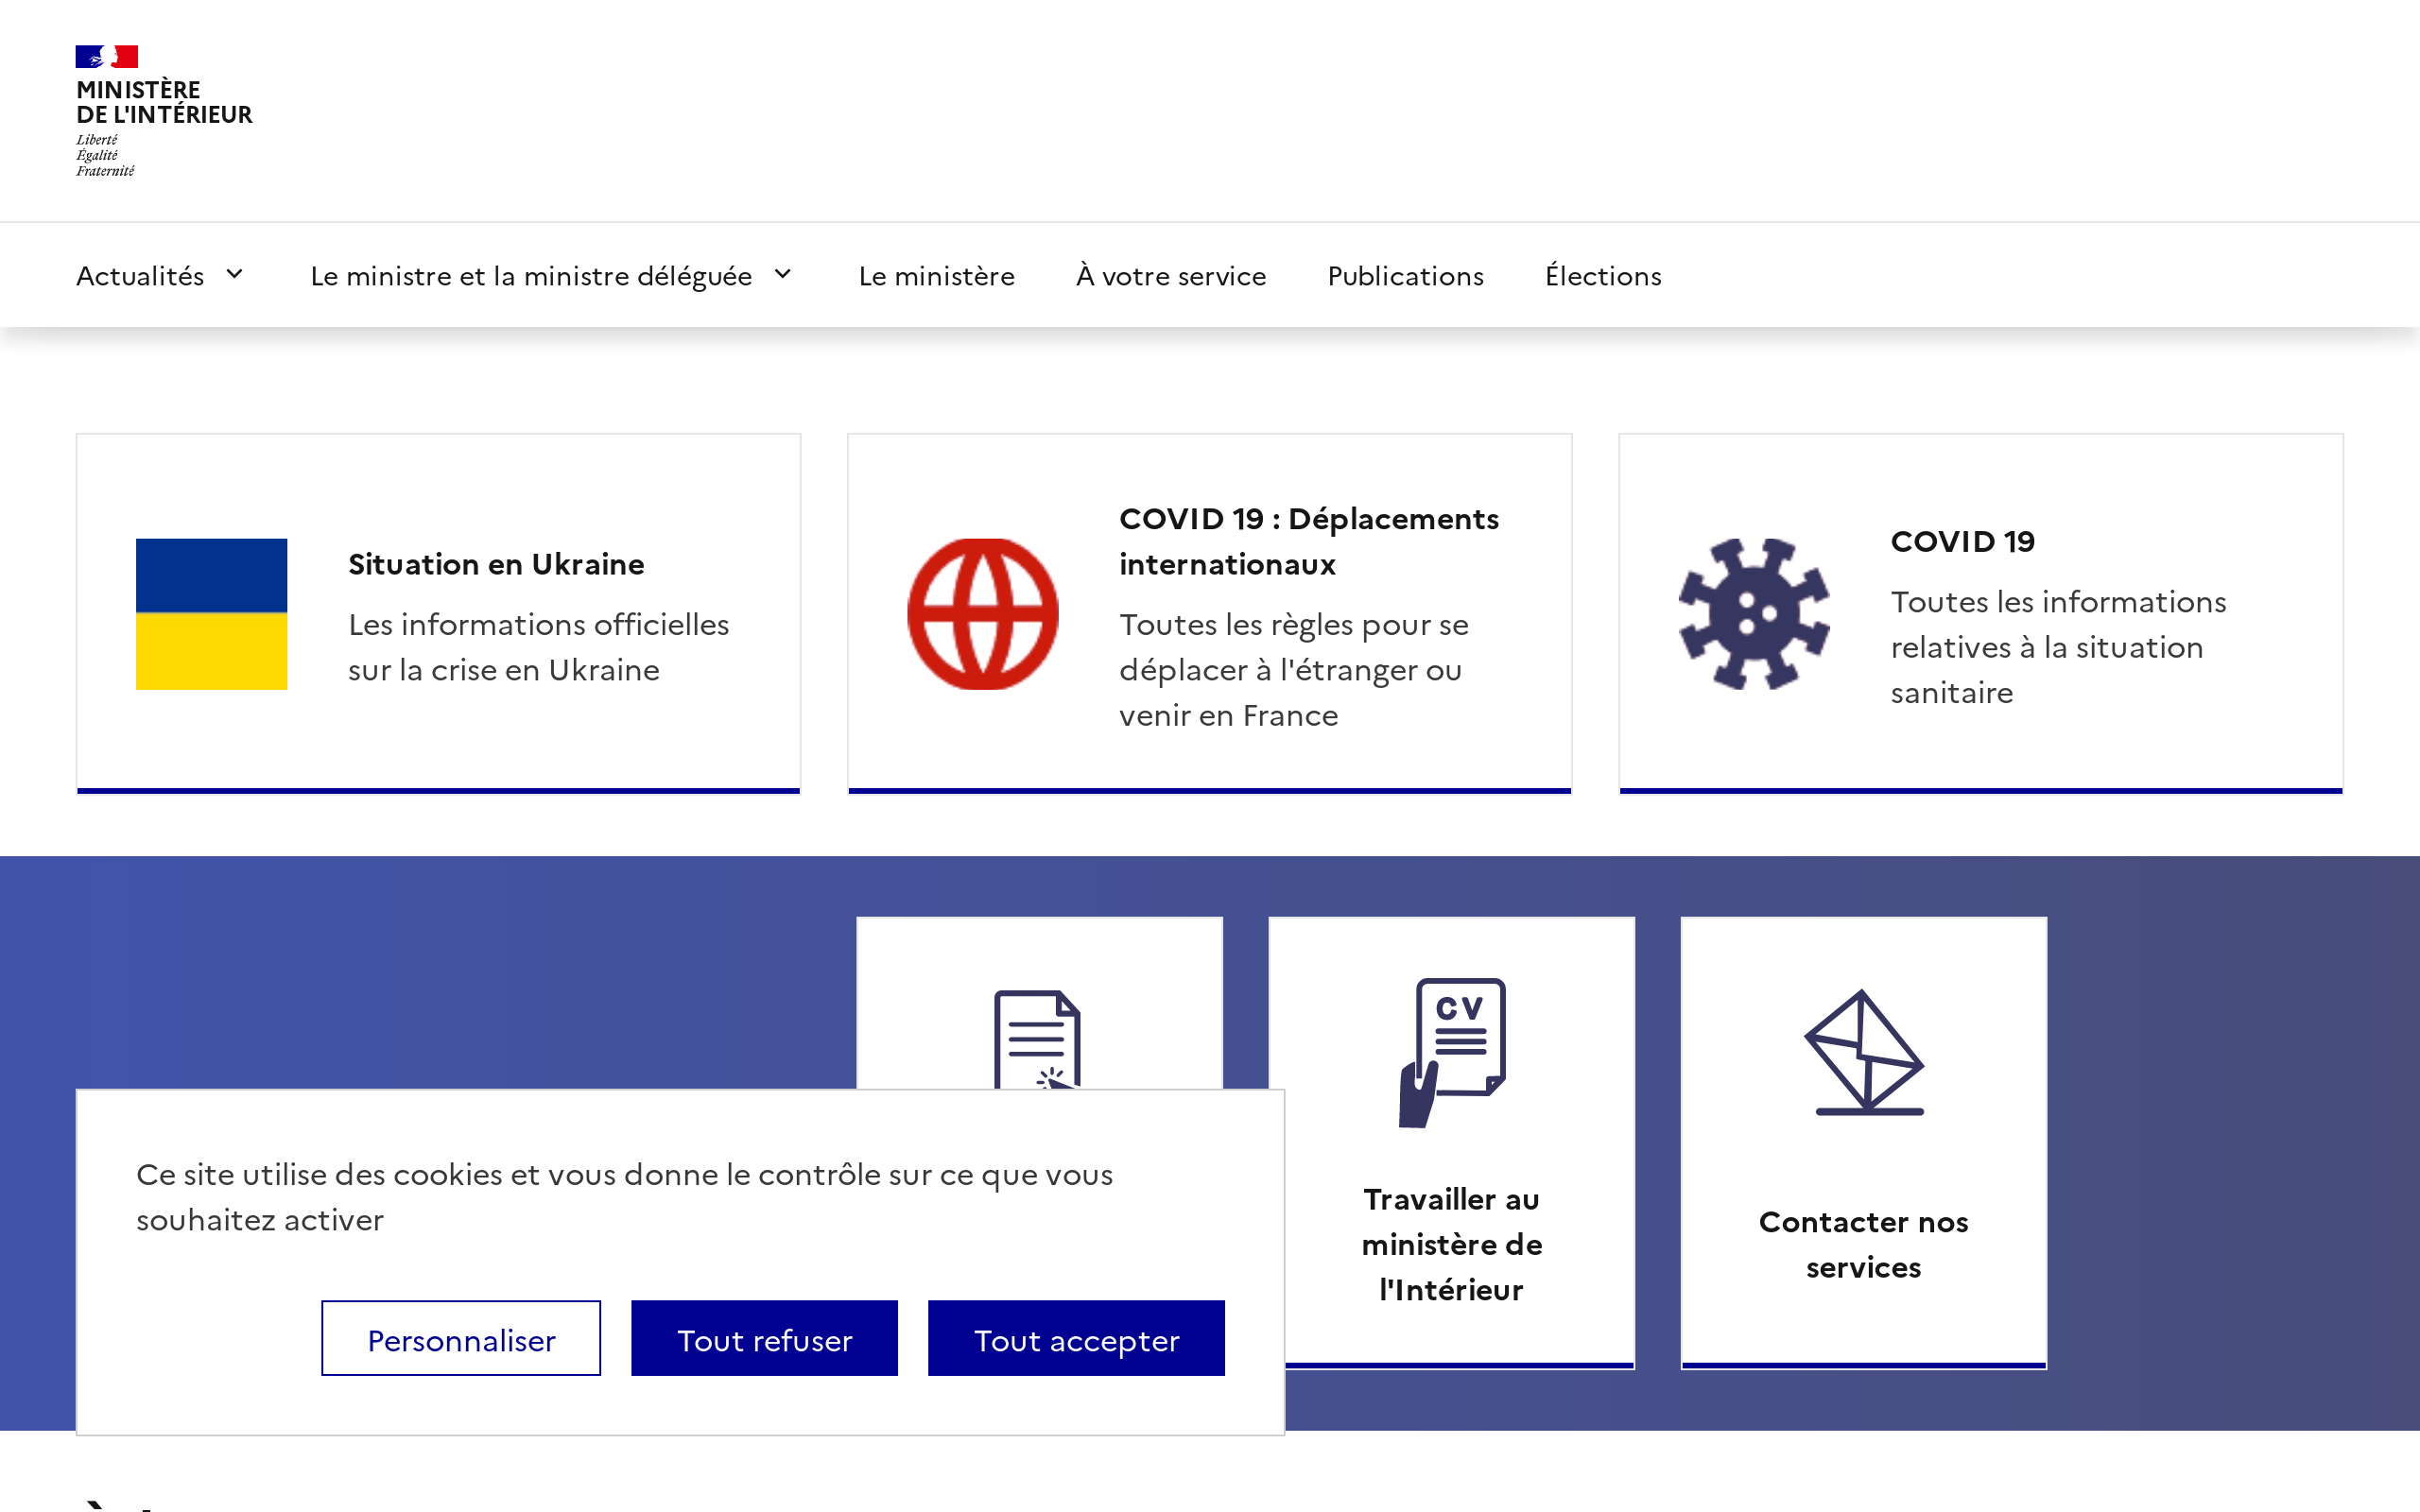 MINISTÈRE
DE L'INTÉRIEUR
Liberté
Égalité
Fraternité
Actualités
Le ministre et la ministre déléguée
Le ministère
À votre service
Publications
Élections
Situation en Ukraine
Les informations officielles
sur la crise en Ukraine
COVID 19 : Déplacements
internationaux
Toutes les règles pour se
déplacer à l'étranger ou
venir en France
COVID 19
Toutes les informations
relatives à la situation
sanitaire
CV
Travailler au
ministère de
l'Intérieur
Contacter nos
services
Ce site utilise des cookies et vous donne le contrôle sur ce que vous
souhaitez activer
Personnaliser
Tout refuser
Tout accepter